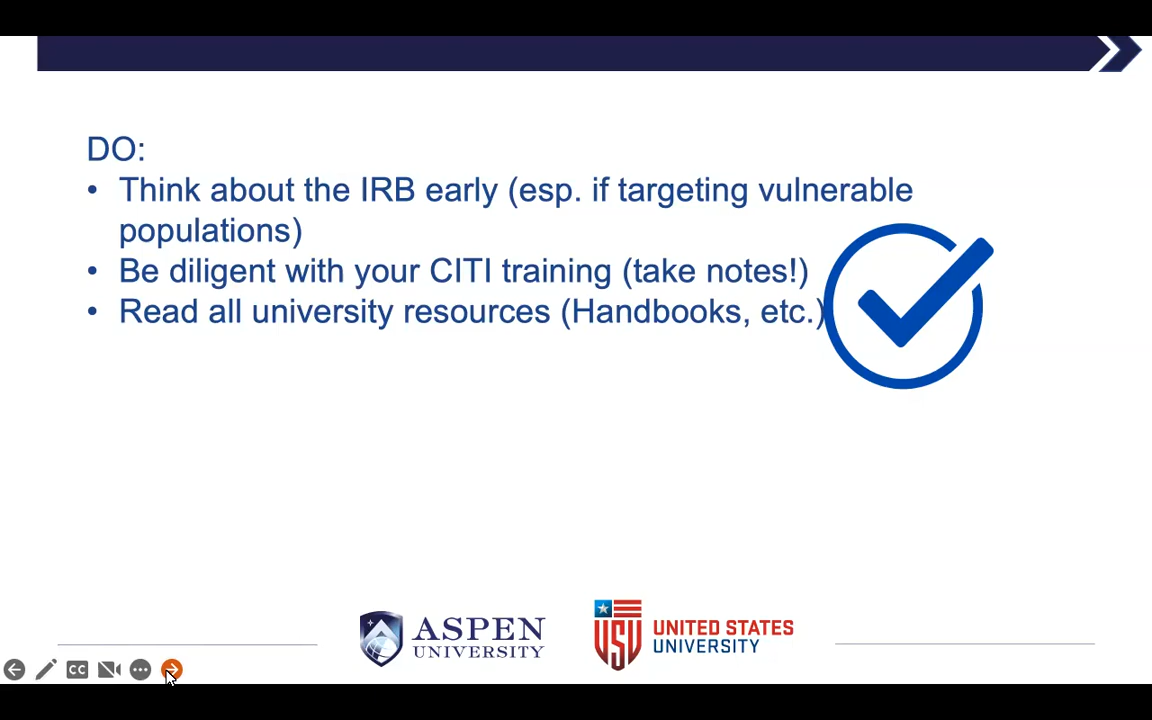 DO:
• Think about the IRB early (esp. if targeting vulnerable
populations)
• Be diligent with your CITI training (take notes!)
• Read all university resources (Handbooks, etc.)
ASPEN
UNIVERSITY
USU
UNITED STATES
UNIVERSITY
CC